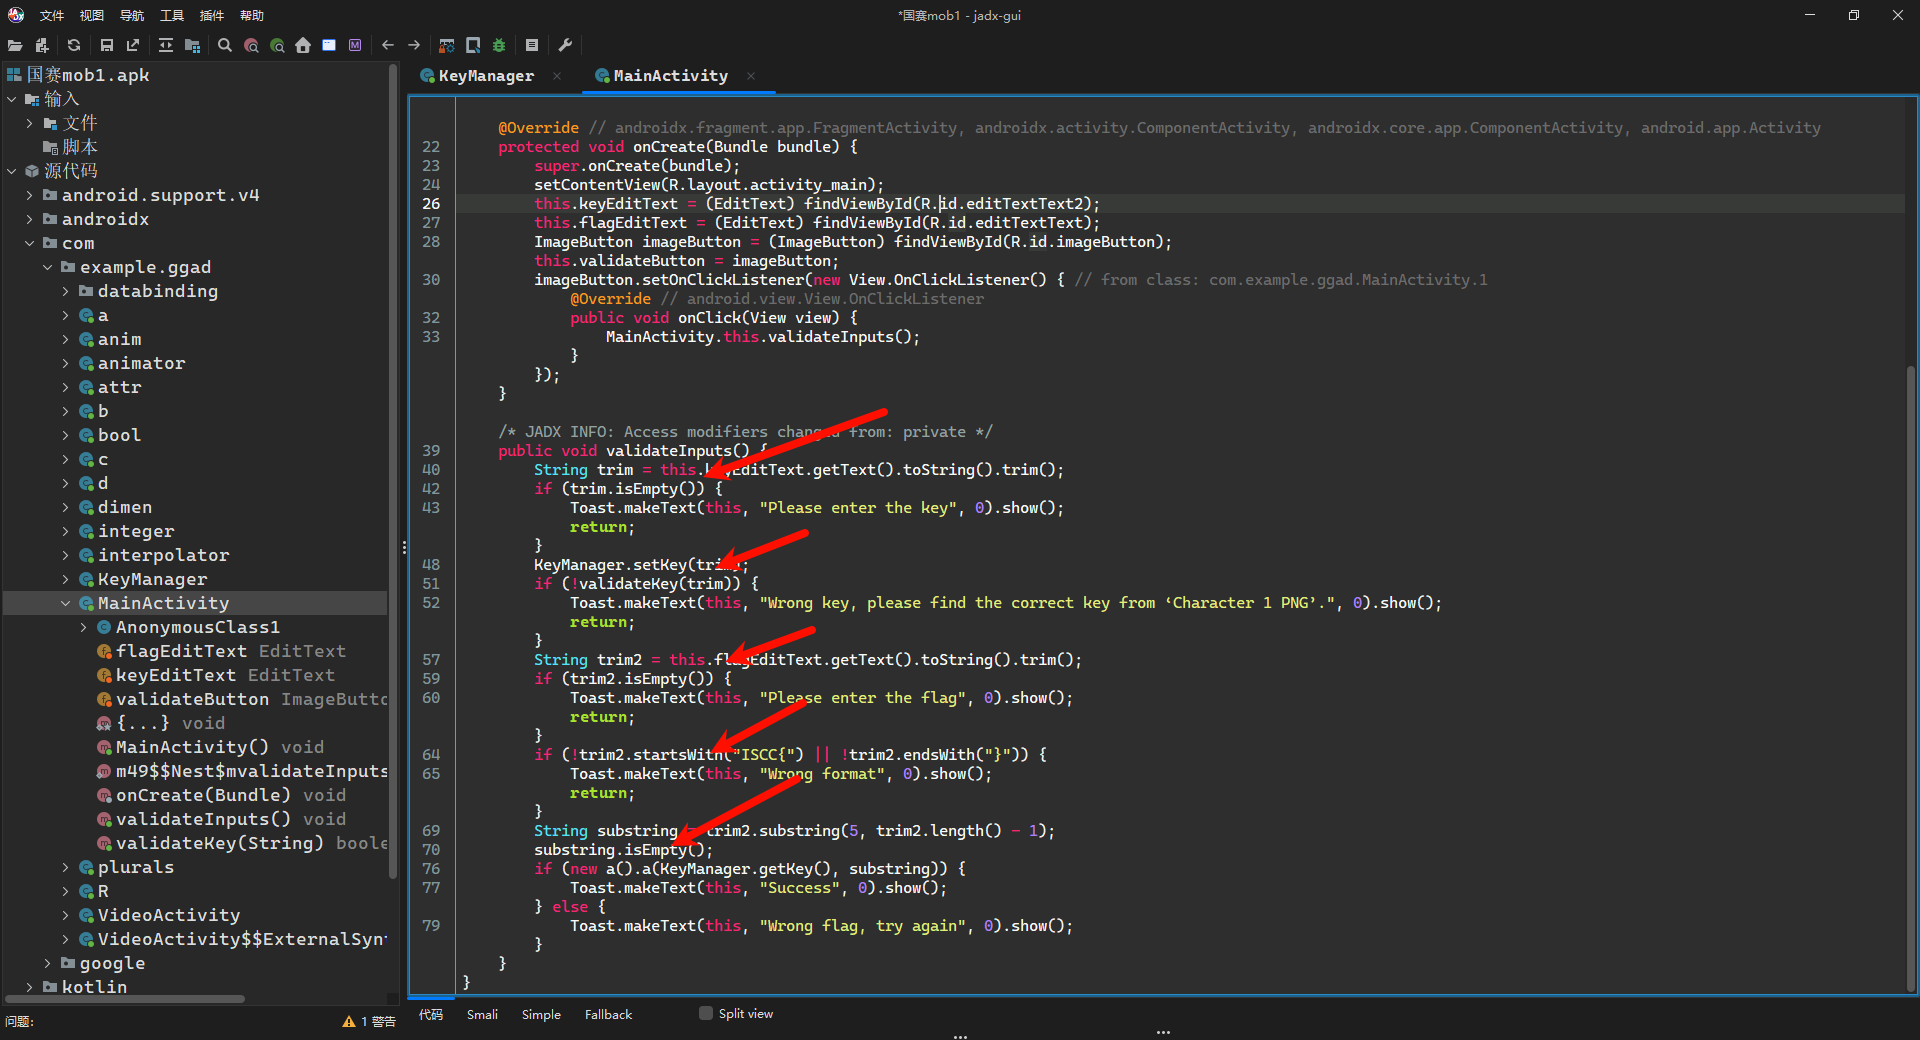 文件 视图 导航 工具 插件 帮助
*国赛mob1 - jadx-gui
国赛mob1.apk
输入
文件
脚本
源代码
android.support.v4
androidx
com
example.ggad
databinding
a
anim
animator
attr
b
bool
c
d
dimen
integer
interpolator
KeyManager
MainActivity
AnonymousClass1
flagEditText EditText
keyEditText EditText
validateButton ImageButto
{...} void
MainActivity() void
m49$$Nest$mvalidateInputs
onCreate(Bundle) void
validateInputs() void
validateKey(String) boole
plurals
R
VideoActivity
VideoActivity$$ExternalSynt
google
kotlin
问题:
1 警告
KeyManager MainActivity
@Override // androidx.fragment.app.FragmentActivity, androidx.activity.ComponentActivity, androidx.core.app.ComponentActivity, android.app.Activity
22 protected void onCreate(Bundle bundle) {
23 super.onCreate(bundle);
24 setContentView(R.layout.activity_main);
26 this.keyEditText = (EditText) findViewById(R.id.editTextText2);
27 this.flagEditText = (EditText) findViewById(R.id.editTextText);
28 ImageButton imageButton = (ImageButton) findViewById(R.id.imageButton);
this.validateButton = imageButton;
30 imageButton.setOnClickListener(new View.OnClickListener() { // from class: com.example.ggad.MainActivity.1
@Override // android.view.View.OnClickListener
32 public void onClick(View view) {
33 MainActivity.this.validateInputs();
}
});
}
/* JADX INFO: Access modifiers changed from: private */
39 public void validateInputs() {
40 String trim = this.keyEditText.getText().toString().trim();
42 if (trim.isEmpty()) {
43 Toast.makeText(this, "Please enter the key", 0).show();
return;
}
48 KeyManager.setKey(trim);
51 if (!validateKey(trim)) {
52 Toast.makeText(this, "Wrong key, please find the correct key from ‘Character 1 PNG’.", 0).show();
return;
}
57 String trim2 = this.flagEditText.getText().toString().trim();
59 if (trim2.isEmpty()) {
60 Toast.makeText(this, "Please enter the flag", 0).show();
return;
}
64 if (!trim2.startsWith("ISCC{") || !trim2.endsWith("}")) {
65 Toast.makeText(this, "Wrong format", 0).show();
return;
}
69 String substring = trim2.substring(5, trim2.length() - 1);
70 substring.isEmpty();
76 if (new a().a(KeyManager.getKey(), substring)) {
77 Toast.makeText(this, "Success", 0).show();
} else {
79 Toast.makeText(this, "Wrong flag, try again", 0).show();
}
}
}
代码 Smali Simple Fallback Split view